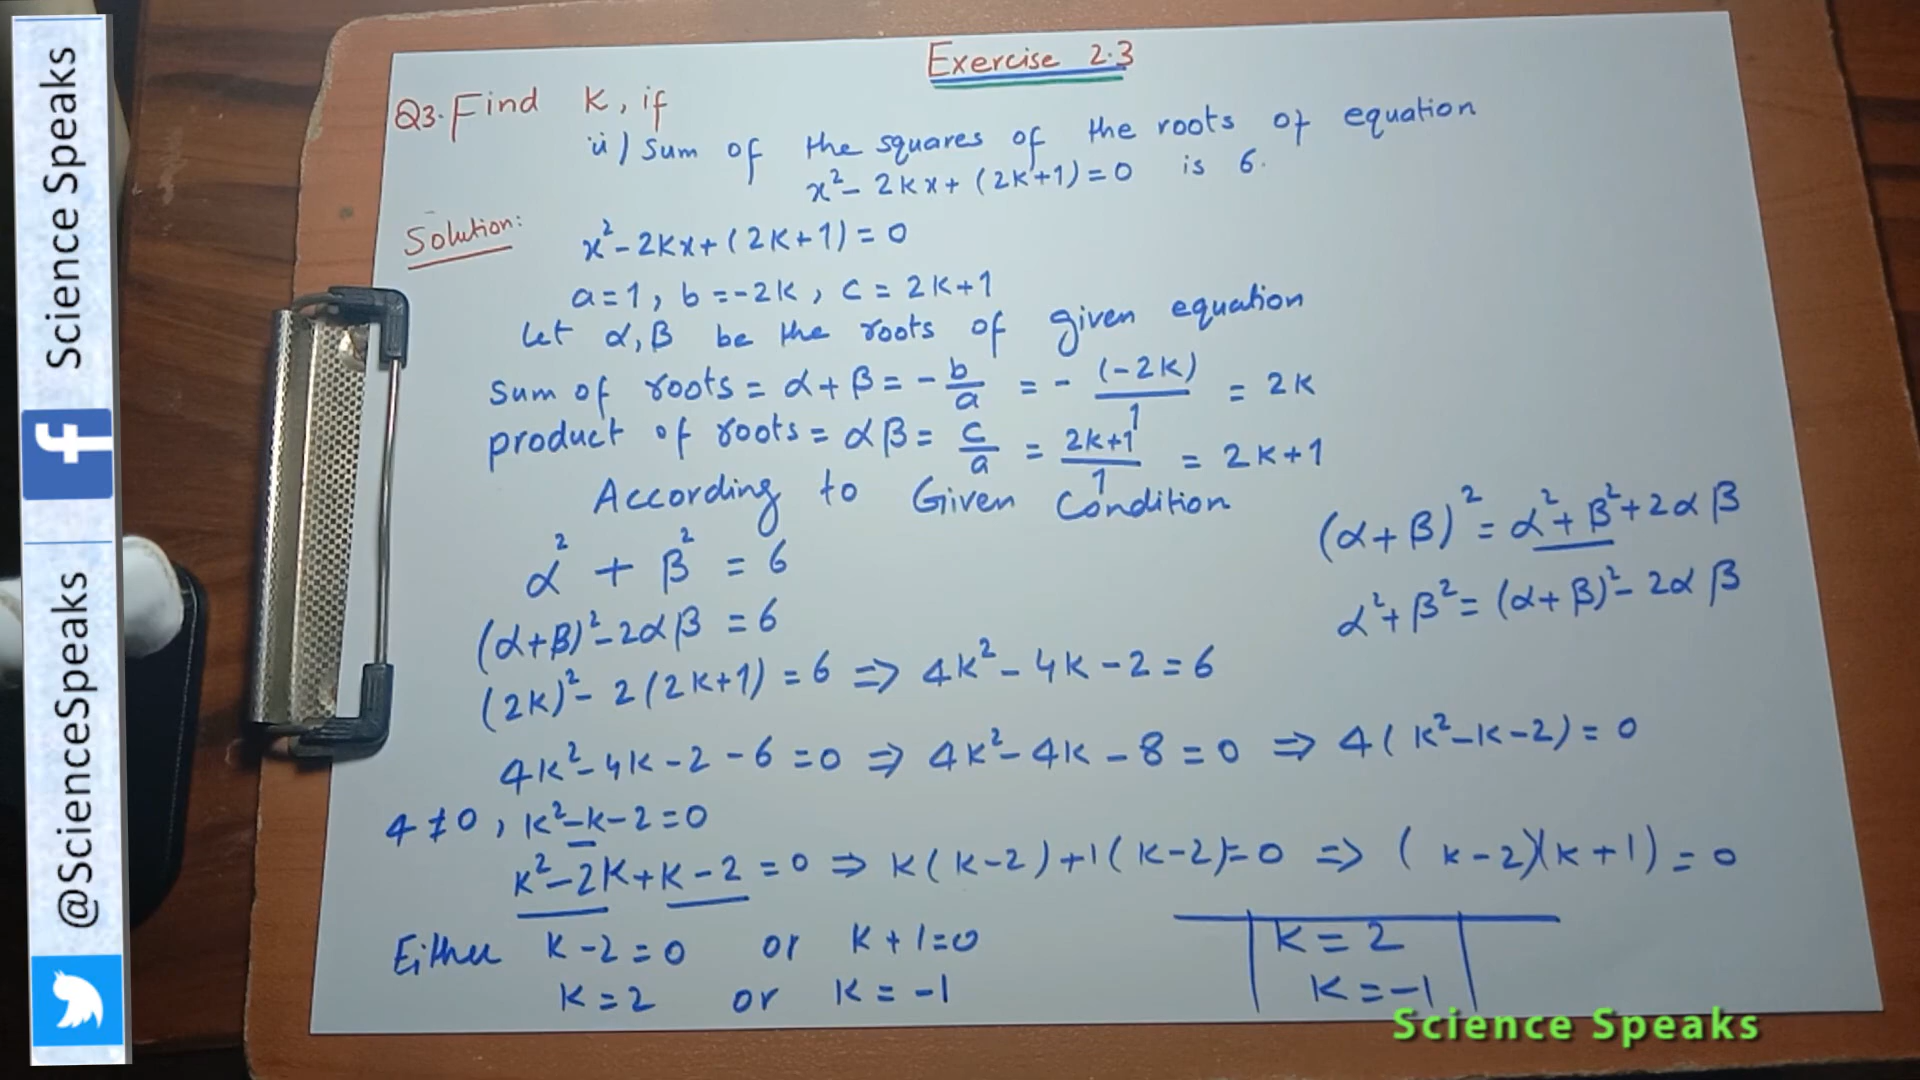 Exercise 2.3
Q3. Find K, if
ii) Sum of the squares of the roots of equation
x² - 2Kx + (2K+1) = 0 is 6.
Solution:
x² - 2Kx + (2K+1) = 0
a=1, b=-2K, C = 2K+1
Let α,β be the roots of given equation
Sum of roots = α + β = - b/a = - (-2K)/1 = 2K
product of roots = αβ = c/a = 2K+1/1 = 2K+1
According to Given Condition
α² + β² = 6
(α+β)² = α²+β²+2αβ
(α+β)²-2αβ = 6
α²+β² = (α+β)²-2αβ
(2K)² - 2(2K+1) = 6 => 4K² - 4K - 2 = 6
4K²-4K-2-6=0 => 4K²-4K-8=0 => 4(K²-K-2)=0
4≠0, K²-K-2=0
K²-2K+K-2=0 => K(K-2)+1(K-2)=0 => (K-2)(K+1)=0
Either K-2=0 or K+1=0
K=2 or K=-1
K=2
K=-1
Science Speaks
Science Speaks
@ScienceSpeaks